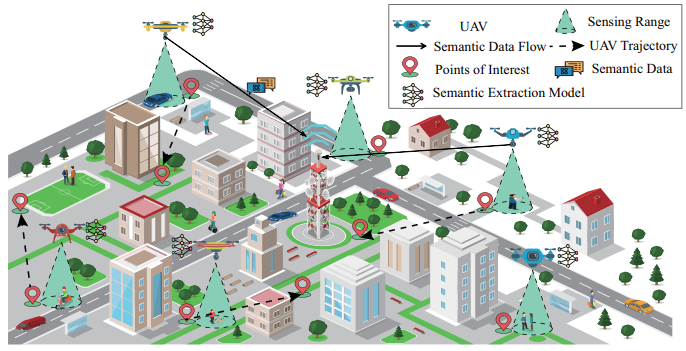 UAV
Sensing Range
Semantic Data Flow
UAV Trajectory
Points of Interest
Semantic Data
Semantic Extraction Model